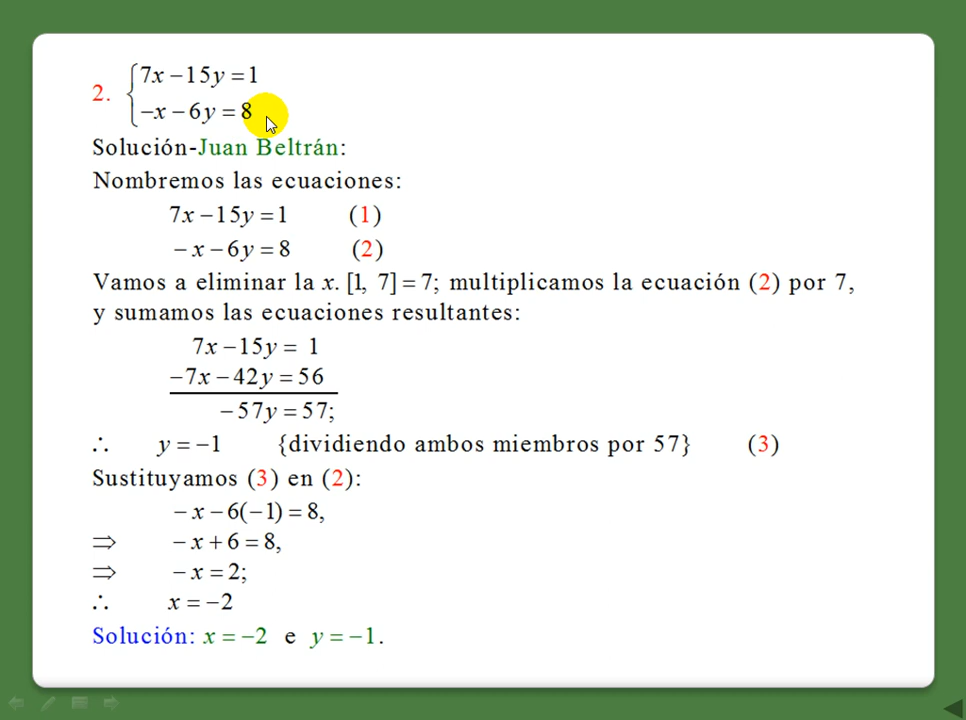 2. 7x − 15y = 1
−x − 6y = 8
Solución-Juan Beltrán:
Nombremos las ecuaciones:
7x − 15y = 1 (1)
− x − 6y = 8 (2)
Vamos a eliminar la x. [1, 7] = 7; multiplicamos la ecuación (2) por 7,
y sumamos las ecuaciones resultantes:
7x − 15y = 1
−7x − 42y = 56
− 57y = 57;
∴ y = −1 {dividiendo ambos miembros por 57} (3)
Sustituyamos (3) en (2):
− x − 6(−1) = 8,
⇒ − x + 6 = 8,
⇒ − x = 2;
∴ x = −2
Solución: x = −2 e y = −1.